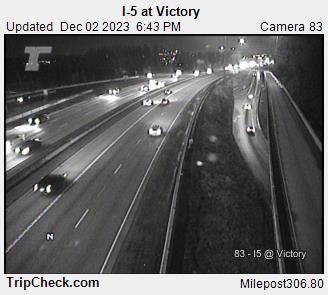 I-5 at Victory
Updated Dec 02 2023 6:43 PM Camera 83
T
N
83 - I5 @ Victory
TripCheck.com Milepost306.80